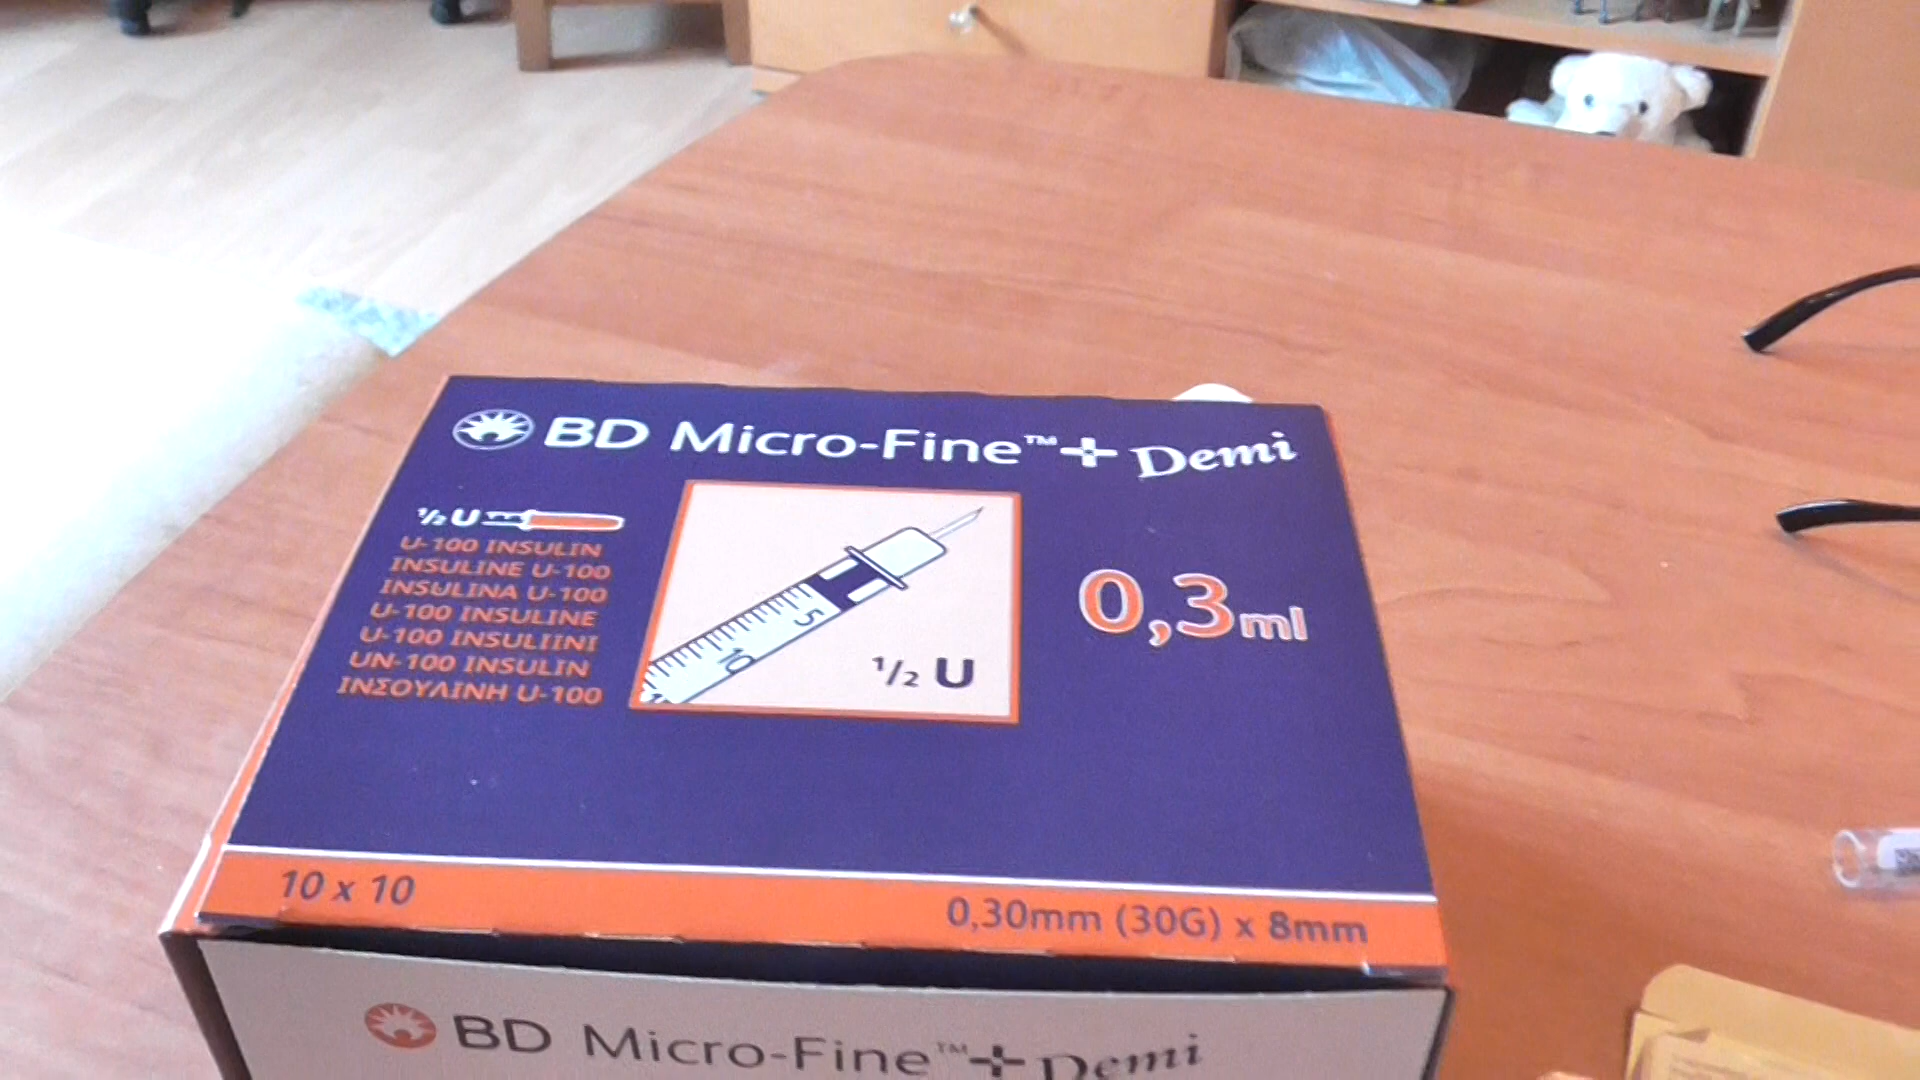 BD Micro-Fine™+ Demi
½ U
U-100 INSULIN
INSULINE U-100
INSULINA U-100
U-100 INSULINE
U-100 INSULIINI
UN-100 INSULIN
ΙΝΣΟΥΛΙΝΗ U-100
5
10
1/2 U
0,3ml
10 x 10
0,30mm (30G) x 8mm
BD Micro-Fine™+ Demi